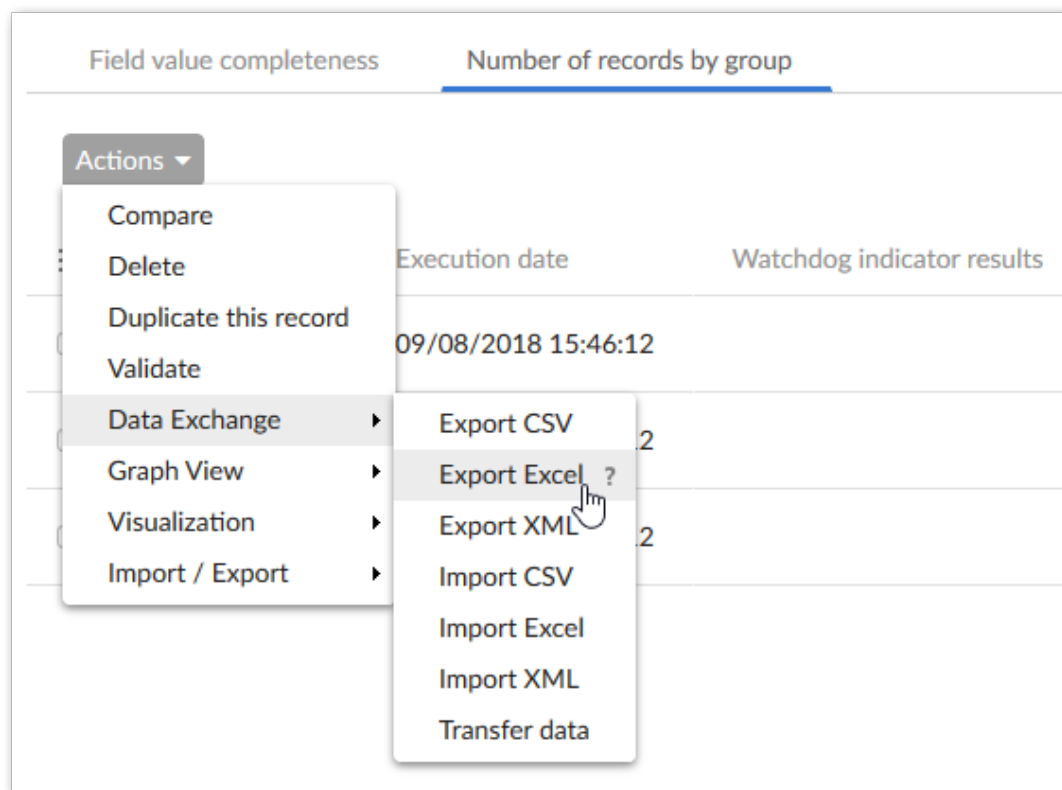 Field value completeness Number of records by group
Actions
Compare
Delete
Duplicate this record
Validate
Data Exchange
Graph View
Visualization
Import / Export
Execution date Watchdog indicator results
09/08/2018 15:46:12
.2
.2
Export CSV
Export Excel ?
Export XML
Import CSV
Import Excel
Import XML
Transfer data